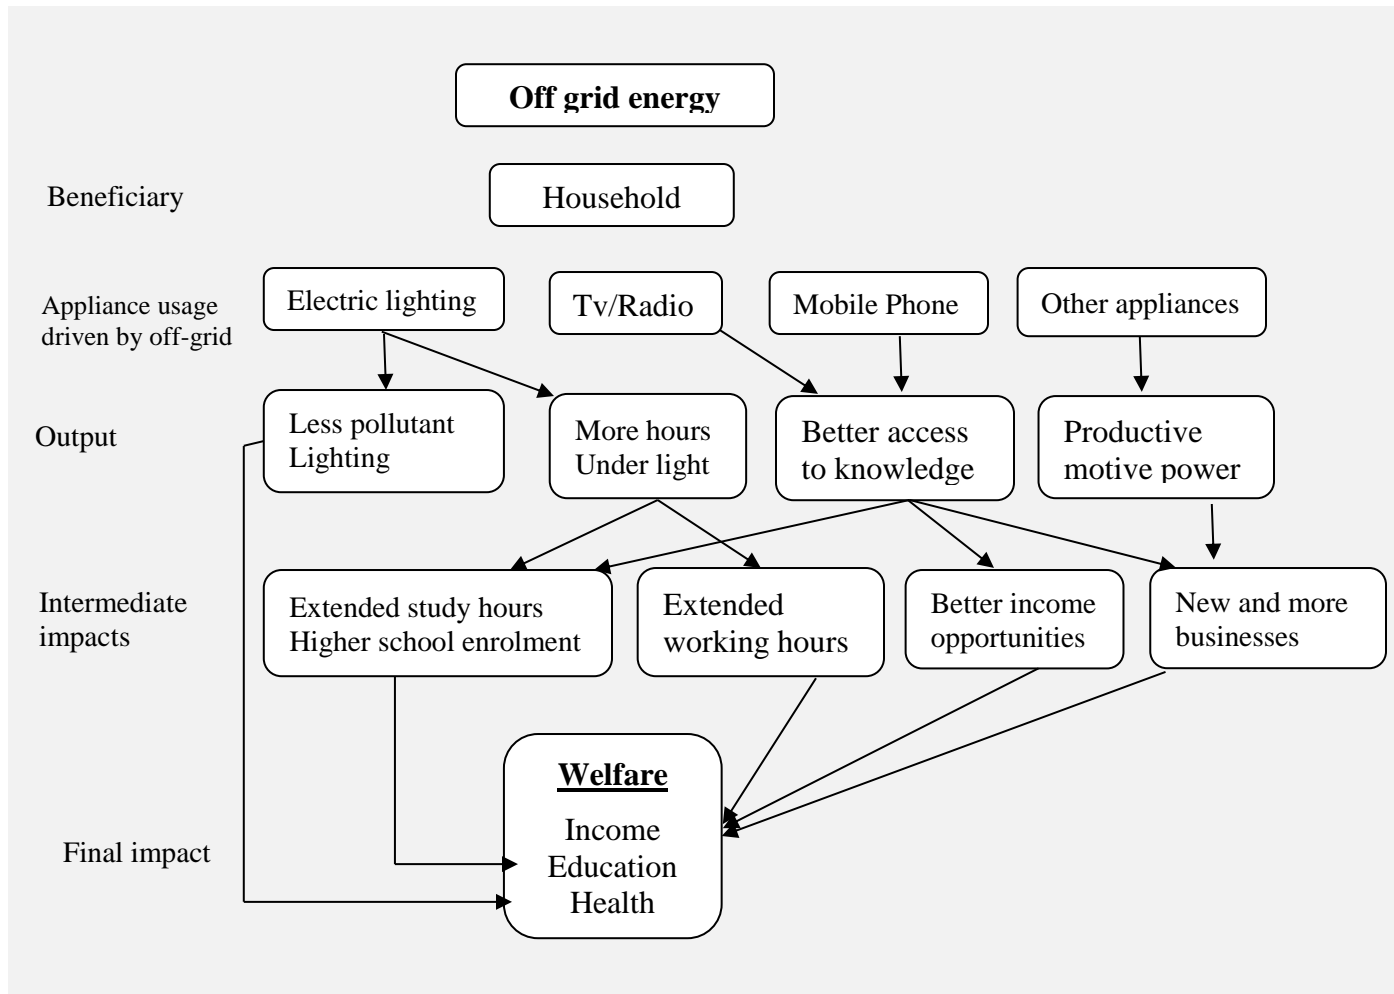 Off grid energy
Beneficiary
Household
Appliance usage
driven by off-grid
Electric lighting
Tv/Radio
Mobile Phone
Other appliances
Output
Less pollutant
Lighting
More hours
Under light
Better access
to knowledge
Productive
motive power
Intermediate
impacts
Extended study hours
Higher school enrolment
Extended
working hours
Better income
opportunities
New and more
businesses
Final impact
Welfare
Income
Education
Health